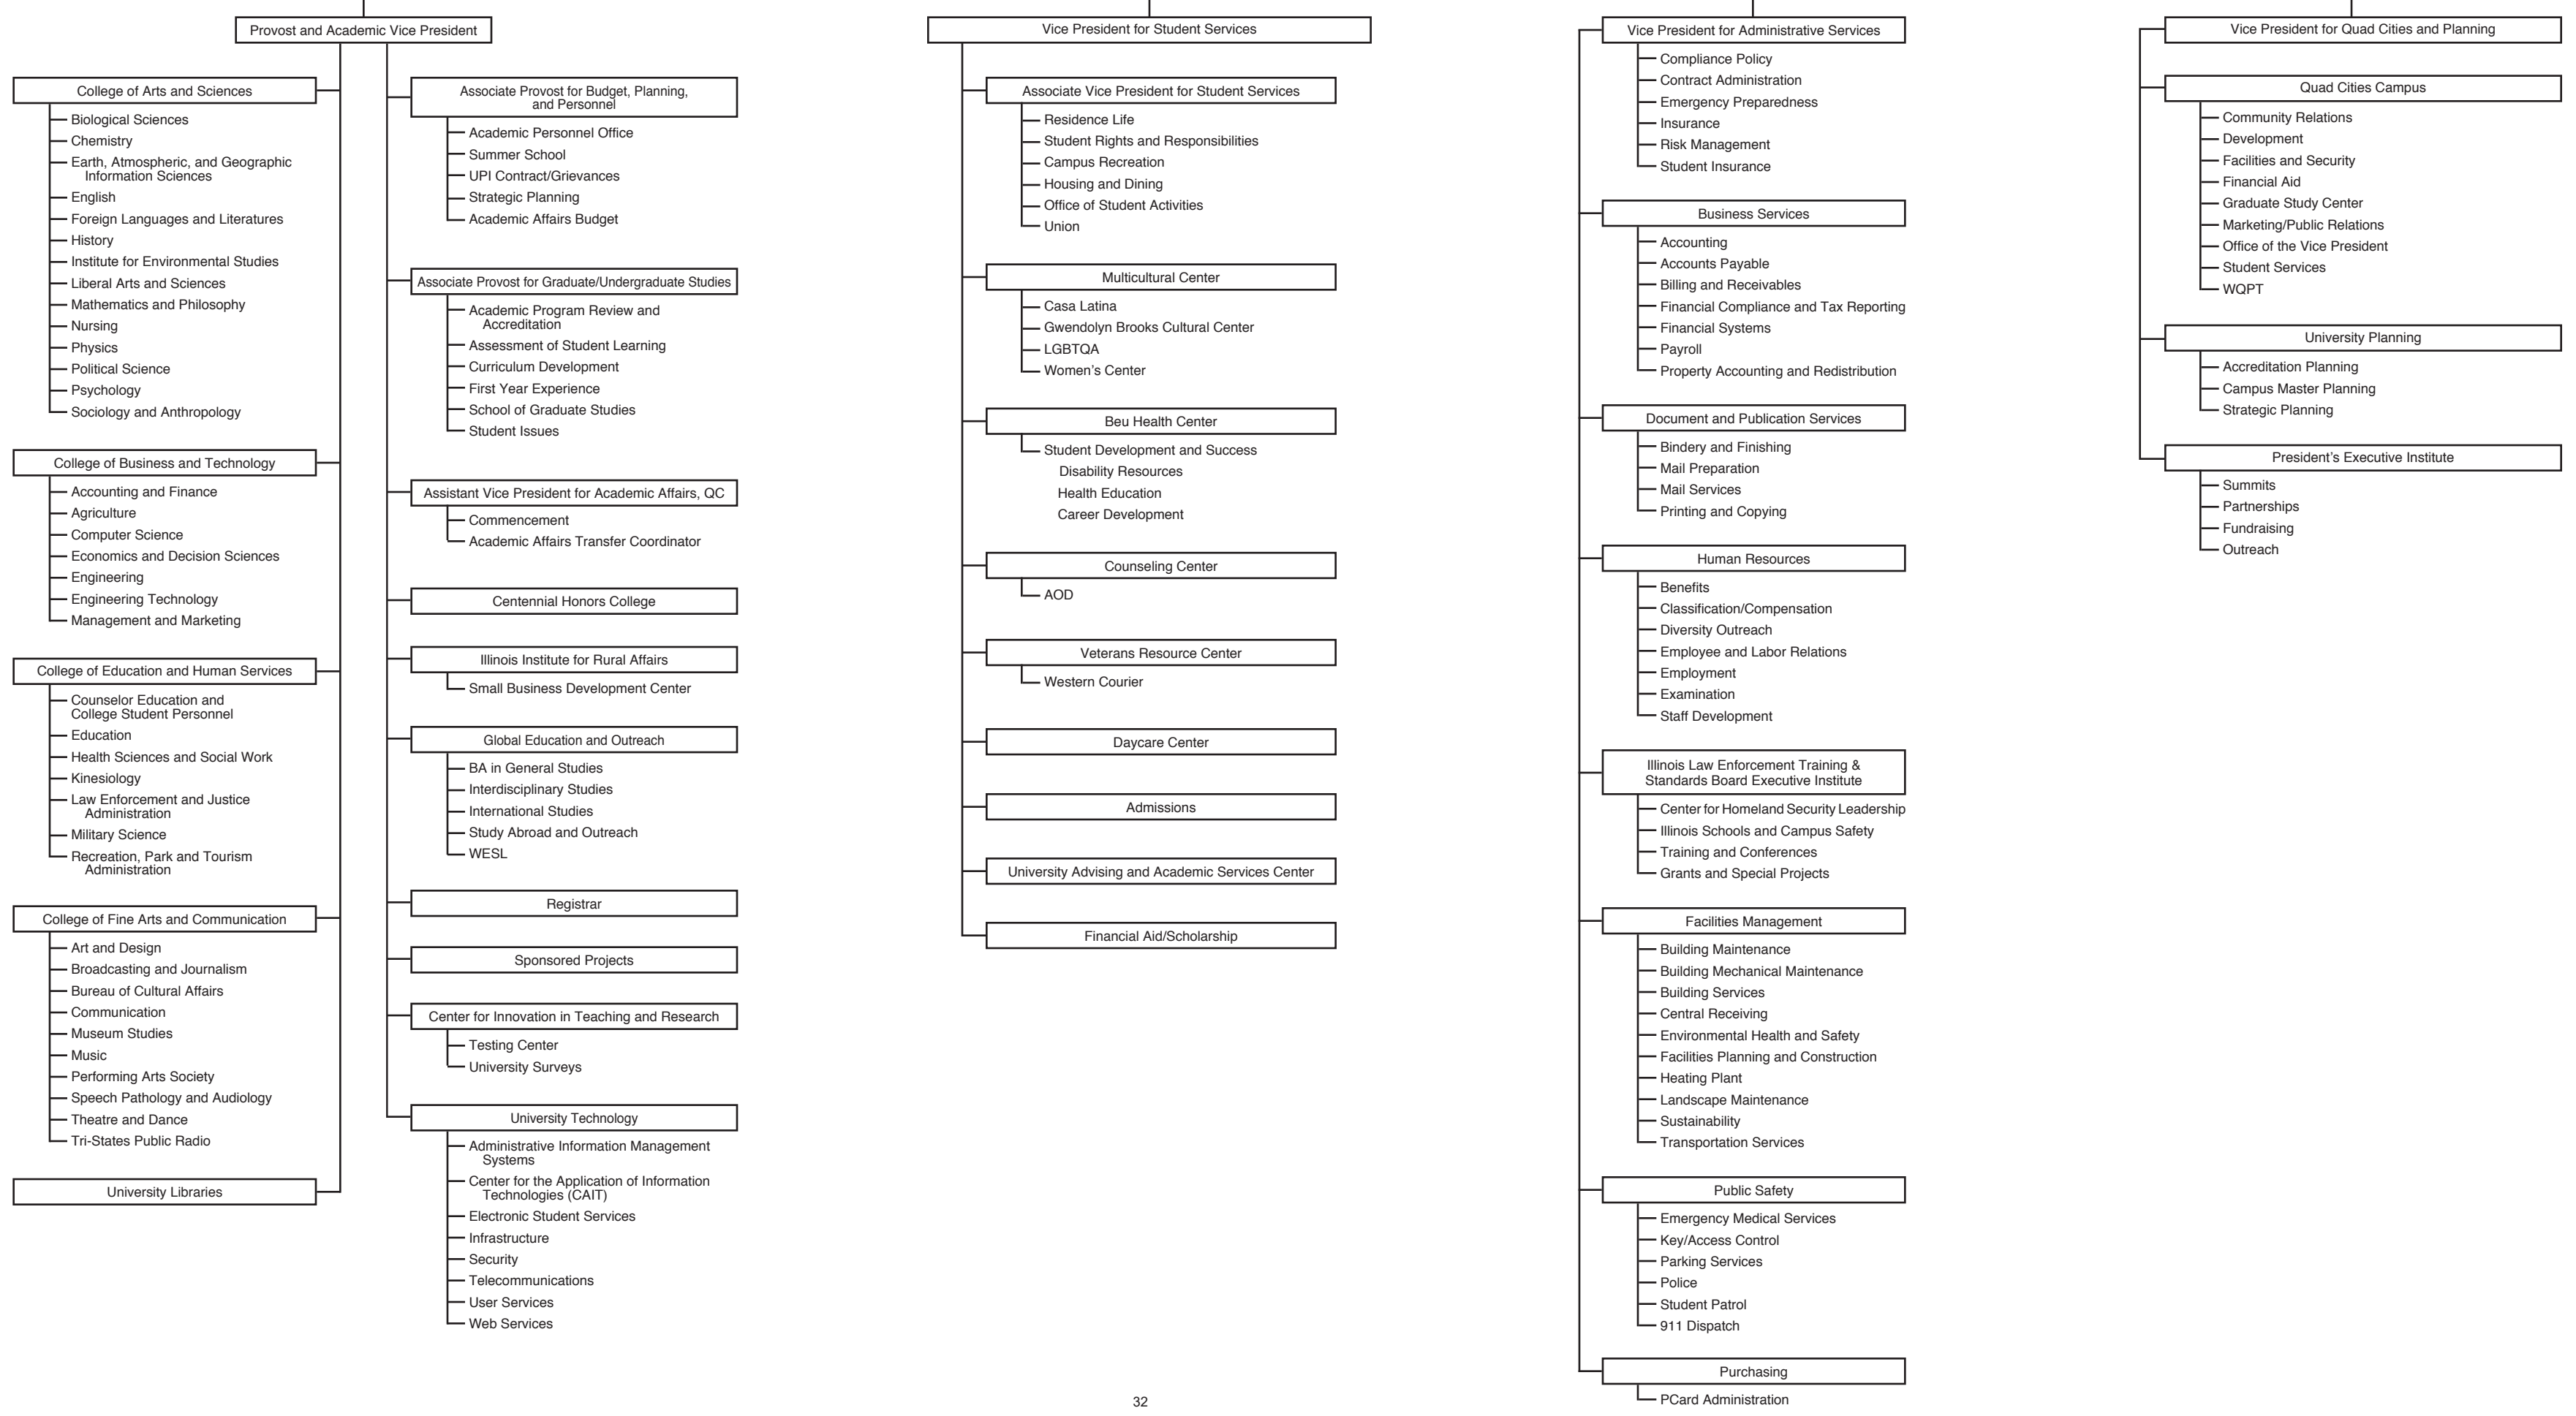 Provost and Academic Vice President
College of Arts and Sciences
Biological Sciences
Chemistry
Earth, Atmospheric, and Geographic
Information Sciences
English
Foreign Languages and Literatures
History
Institute for Environmental Studies
Liberal Arts and Sciences
Mathematics and Philosophy
Nursing
Physics
Political Science
Psychology
Sociology and Anthropology
College of Business and Technology
Accounting and Finance
Agriculture
Computer Science
Economics and Decision Sciences
Engineering
Engineering Technology
Management and Marketing
College of Education and Human Services
Counselor Education and
College Student Personnel
Education
Health Sciences and Social Work
Kinesiology
Law Enforcement and Justice
Administration
Military Science
Recreation, Park and Tourism
Administration
College of Fine Arts and Communication
Art and Design
Broadcasting and Journalism
Bureau of Cultural Affairs
Communication
Museum Studies
Music
Performing Arts Society
Speech Pathology and Audiology
Theatre and Dance
Tri-States Public Radio
University Libraries
Associate Provost for Budget, Planning,
and Personnel
Academic Personnel Office
Summer School
UPI Contract/Grievances
Strategic Planning
Academic Affairs Budget
Associate Provost for Graduate/Undergraduate Studies
Academic Program Review and
Accreditation
Assessment of Student Learning
Curriculum Development
First Year Experience
School of Graduate Studies
Student Issues
Assistant Vice President for Academic Affairs, QC
Commencement
Academic Affairs Transfer Coordinator
Centennial Honors College
Illinois Institute for Rural Affairs
Small Business Development Center
Global Education and Outreach
BA in General Studies
Interdisciplinary Studies
International Studies
Study Abroad and Outreach
WESL
Registrar
Sponsored Projects
Center for Innovation in Teaching and Research
Testing Center
University Surveys
University Technology
Administrative Information Management
Systems
Center for the Application of Information
Technologies (CAIT)
Electronic Student Services
Infrastructure
Security
Telecommunications
User Services
Web Services
Vice President for Student Services
Associate Vice President for Student Services
Residence Life
Student Rights and Responsibilities
Campus Recreation
Housing and Dining
Office of Student Activities
Union
Multicultural Center
Casa Latina
Gwendolyn Brooks Cultural Center
LGBTQA
Women’s Center
Beu Health Center
Student Development and Success
Disability Resources
Health Education
Career Development
Counseling Center
AOD
Veterans Resource Center
Western Courier
Daycare Center
Admissions
University Advising and Academic Services Center
Financial Aid/Scholarship
Vice President for Administrative Services
Compliance Policy
Contract Administration
Emergency Preparedness
Insurance
Risk Management
Student Insurance
Business Services
Accounting
Accounts Payable
Billing and Receivables
Financial Compliance and Tax Reporting
Financial Systems
Payroll
Property Accounting and Redistribution
Document and Publication Services
Bindery and Finishing
Mail Preparation
Mail Services
Printing and Copying
Human Resources
Benefits
Classification/Compensation
Diversity Outreach
Employee and Labor Relations
Employment
Examination
Staff Development
Illinois Law Enforcement Training &
Standards Board Executive Institute
Center for Homeland Security Leadership
Illinois Schools and Campus Safety
Training and Conferences
Grants and Special Projects
Facilities Management
Building Maintenance
Building Mechanical Maintenance
Building Services
Central Receiving
Environmental Health and Safety
Facilities Planning and Construction
Heating Plant
Landscape Maintenance
Sustainability
Transportation Services
Public Safety
Emergency Medical Services
Key/Access Control
Parking Services
Police
Student Patrol
911 Dispatch
Purchasing
PCard Administration
Vice President for Quad Cities and Planning
Quad Cities Campus
Community Relations
Development
Facilities and Security
Financial Aid
Graduate Study Center
Marketing/Public Relations
Office of the Vice President
Student Services
WQPT
University Planning
Accreditation Planning
Campus Master Planning
Strategic Planning
President’s Executive Institute
Summits
Partnerships
Fundraising
Outreach
32